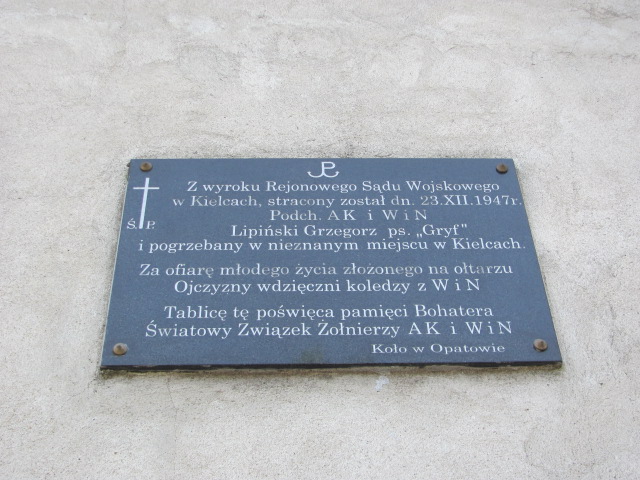 Z wyroku Rejonowego Sądu Wojskowego
w Kielcach, stracony został dn. 23.XII.1947r.
Ś.P.
Podch. AK i WiN
Lipiński Grzegorz ps. „Gryf"
i pogrzebany w nieznanym miejscu w Kielcach.
Za ofiarę młodego życia złożonego na ołtarzu
Ojczyzny wdzięczni koledzy z WiN
Tablicę tę poświęca pamięci Bohatera
Światowy Związek Żołnierzy AK i WiN
Koło w Opatowie